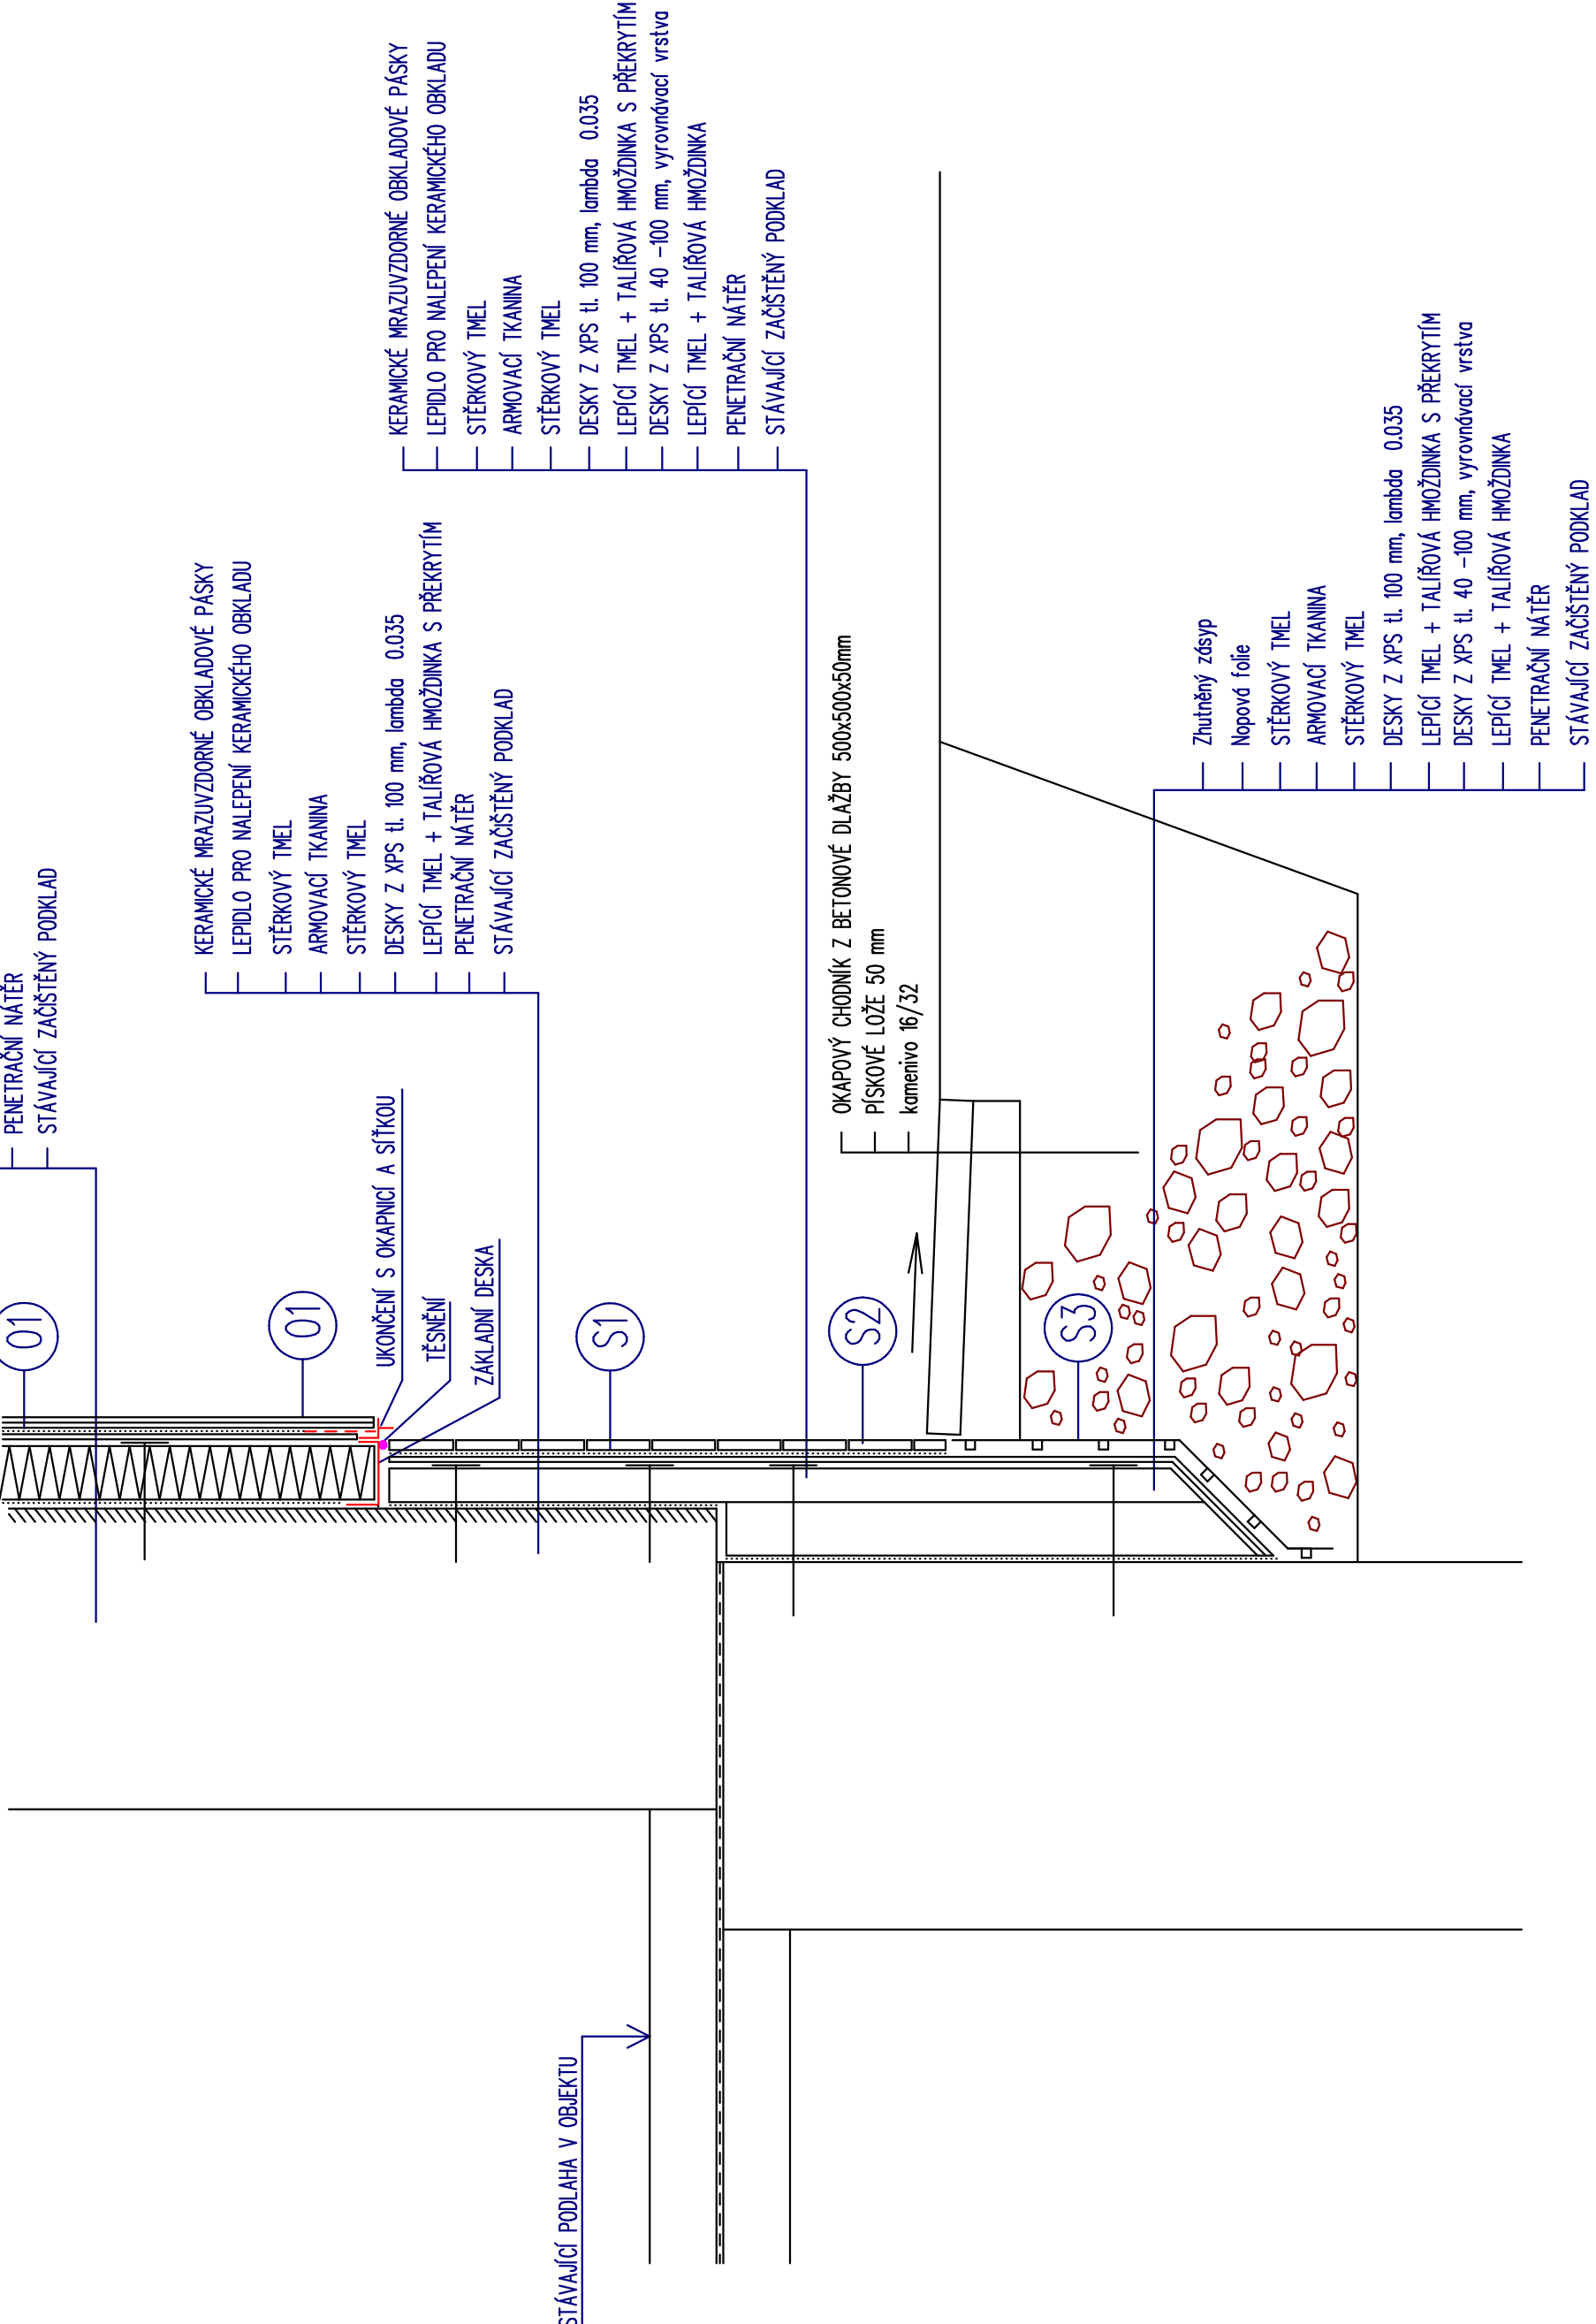 PENETRAČNÍ NÁTĚR
STÁVAJÍCÍ ZAČIŠTĚNÝ PODKLAD
O1
O1
KERAMICKÉ MRAZUVZDORNÉ OBKLADOVÉ PÁSKY
LEPIDLO PRO NALEPENÍ KERAMICKÉHO OBKLADU
STĚRKOVÝ TMEL
ARMOVACÍ TKANINA
STĚRKOVÝ TMEL
DESKY Z XPS tl. 100 mm, lambda 0.035
LEPÍCÍ TMEL + TALÍŘOVÁ HMOŽDINKA S PŘEKRYTÍM
PENETRAČNÍ NÁTĚR
STÁVAJÍCÍ ZAČIŠTĚNÝ PODKLAD
UKONČENÍ S OKAPNICÍ A SÍŤKOU
TĚSNĚNÍ
ZÁKLADNÍ DESKA
S1
KERAMICKÉ MRAZUVZDORNÉ OBKLADOVÉ PÁSKY
LEPIDLO PRO NALEPENÍ KERAMICKÉHO OBKLADU
STĚRKOVÝ TMEL
ARMOVACÍ TKANINA
STĚRKOVÝ TMEL
DESKY Z XPS tl. 100 mm, lambda 0.035
LEPÍCÍ TMEL + TALÍŘOVÁ HMOŽDINKA S PŘEKRYTÍM
DESKY Z XPS tl. 40 -100 mm, vyrovnávací vrstva
LEPÍCÍ TMEL + TALÍŘOVÁ HMOŽDINKA
PENETRAČNÍ NÁTĚR
STÁVAJÍCÍ ZAČIŠTĚNÝ PODKLAD
S2
OKAPOVÝ CHODNÍK Z BETONOVÉ DLAŽBY 500x500x50mm
PÍSKOVÉ LOŽE 50 mm
kamenivo 16/32
S3
Zhutněný zásyp
Nopová folie
STĚRKOVÝ TMEL
ARMOVACÍ TKANINA
STĚRKOVÝ TMEL
DESKY Z XPS tl. 100 mm, lambda 0.035
LEPÍCÍ TMEL + TALÍŘOVÁ HMOŽDINKA S PŘEKRYTÍM
DESKY Z XPS tl. 40 -100 mm, vyrovnávací vrstva
LEPÍCÍ TMEL + TALÍŘOVÁ HMOŽDINKA
PENETRAČNÍ NÁTĚR
STÁVAJÍCÍ ZAČIŠTĚNÝ PODKLAD
STÁVAJÍCÍ PODLAHA V OBJEKTU